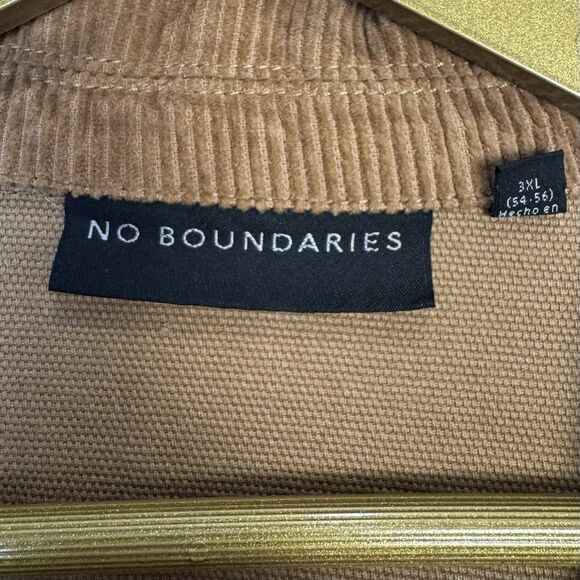 NO BOUNDARIES
3XL
(54-56)
Hecho en